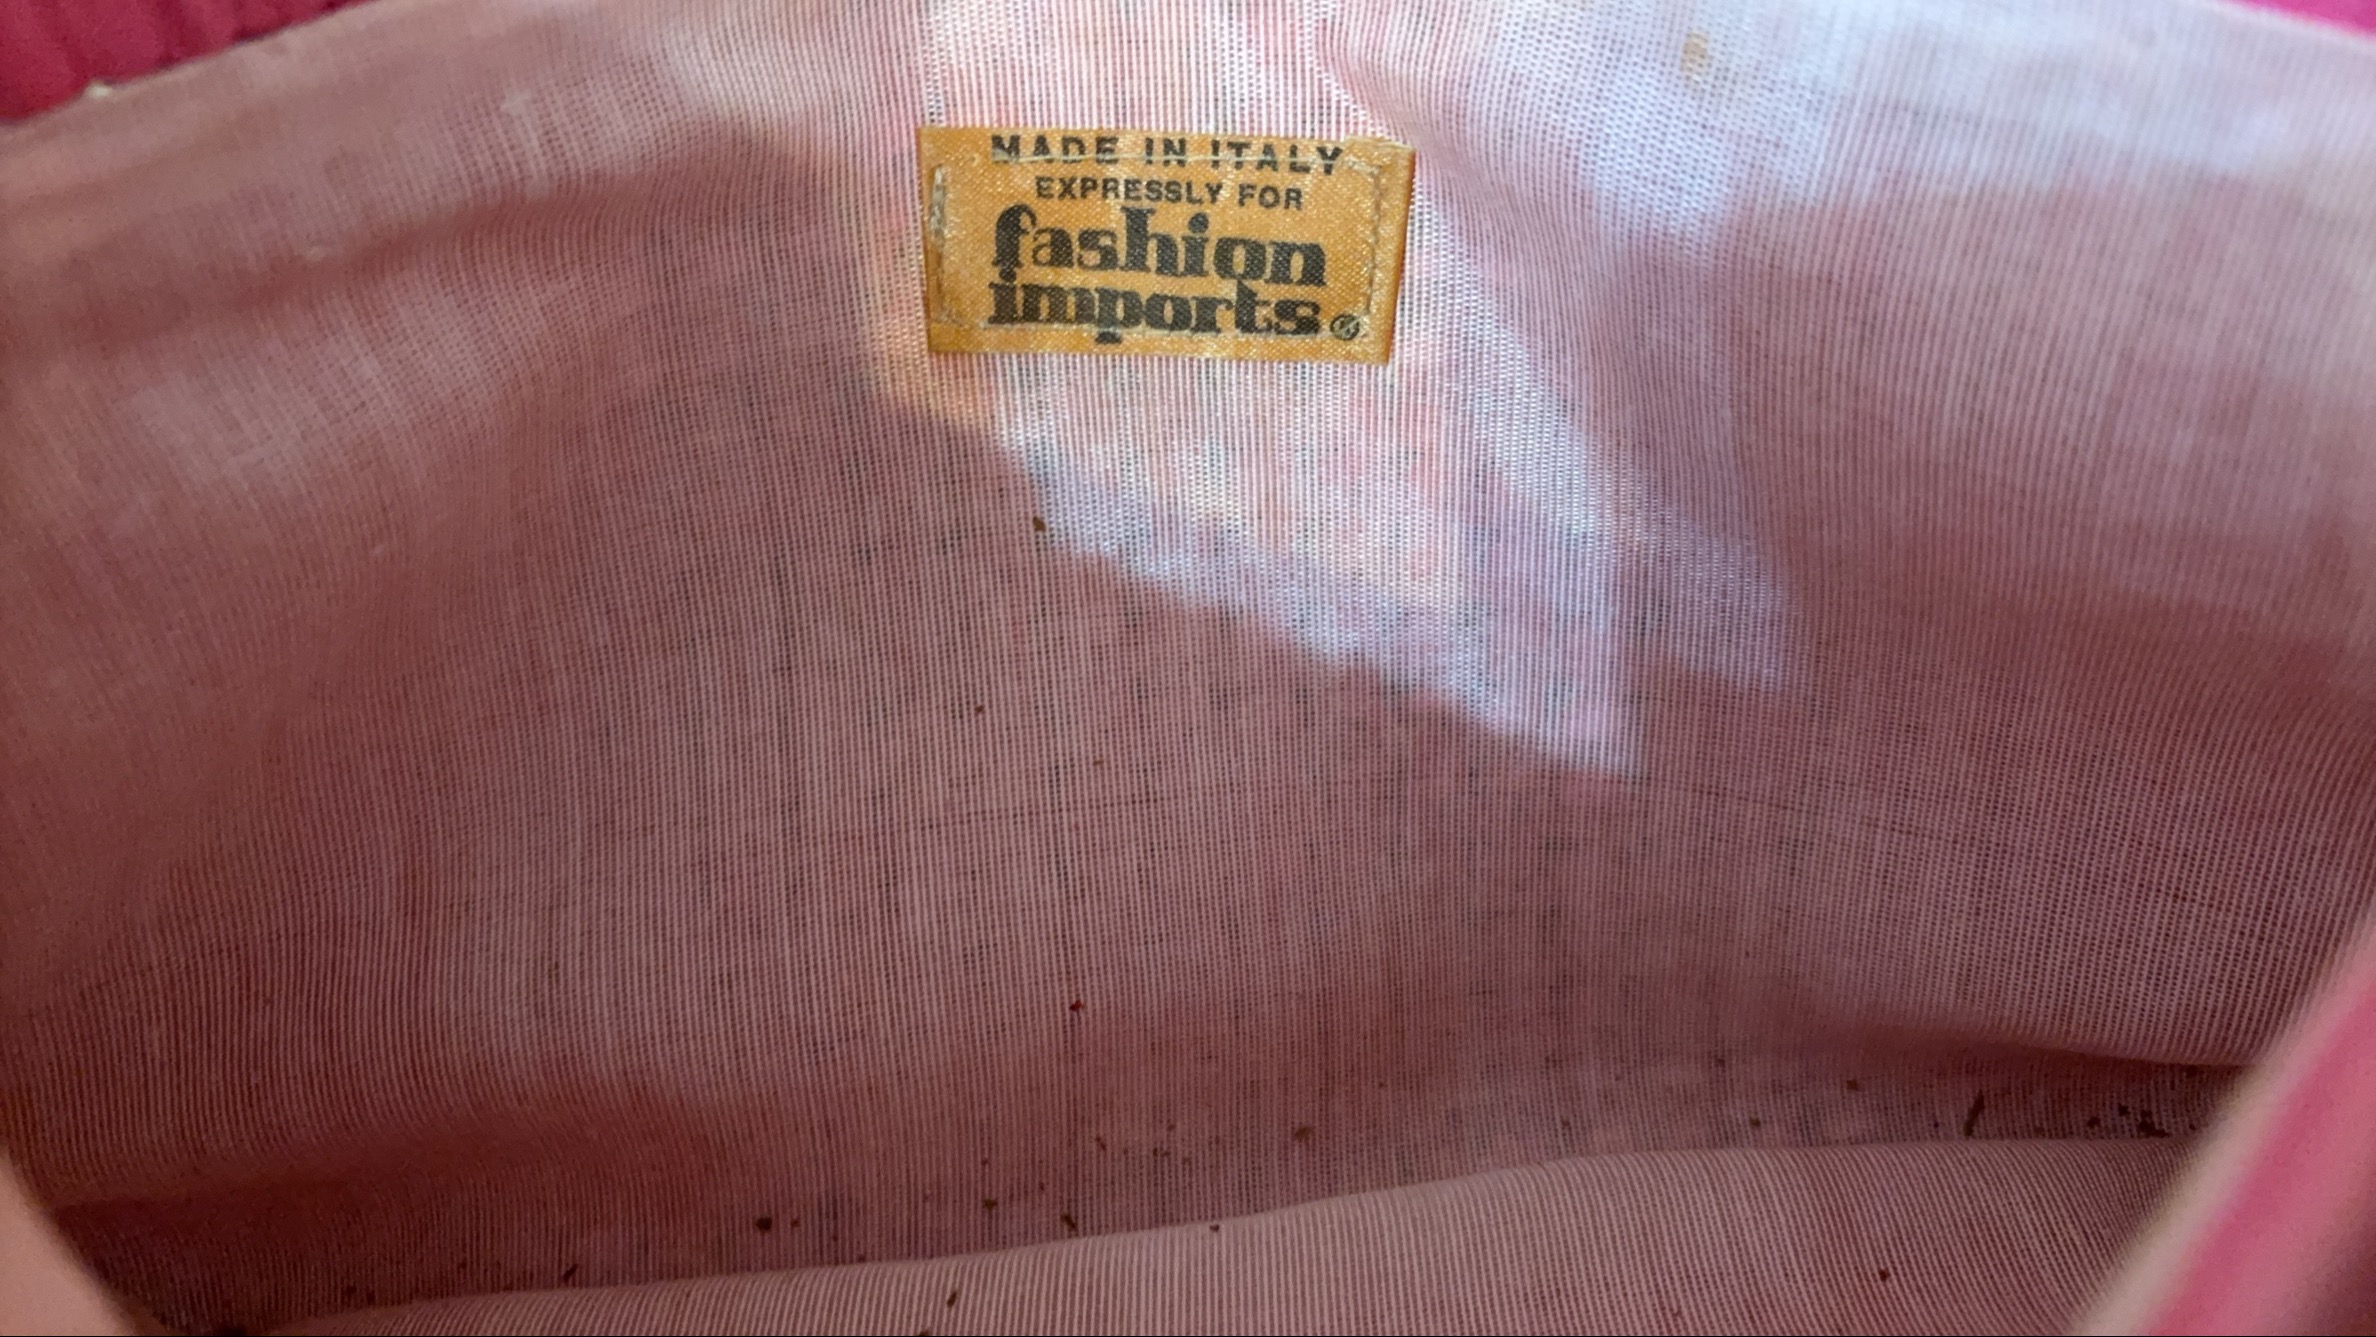 MADE IN ITALY
EXPRESSLY FOR
fashion
imports®